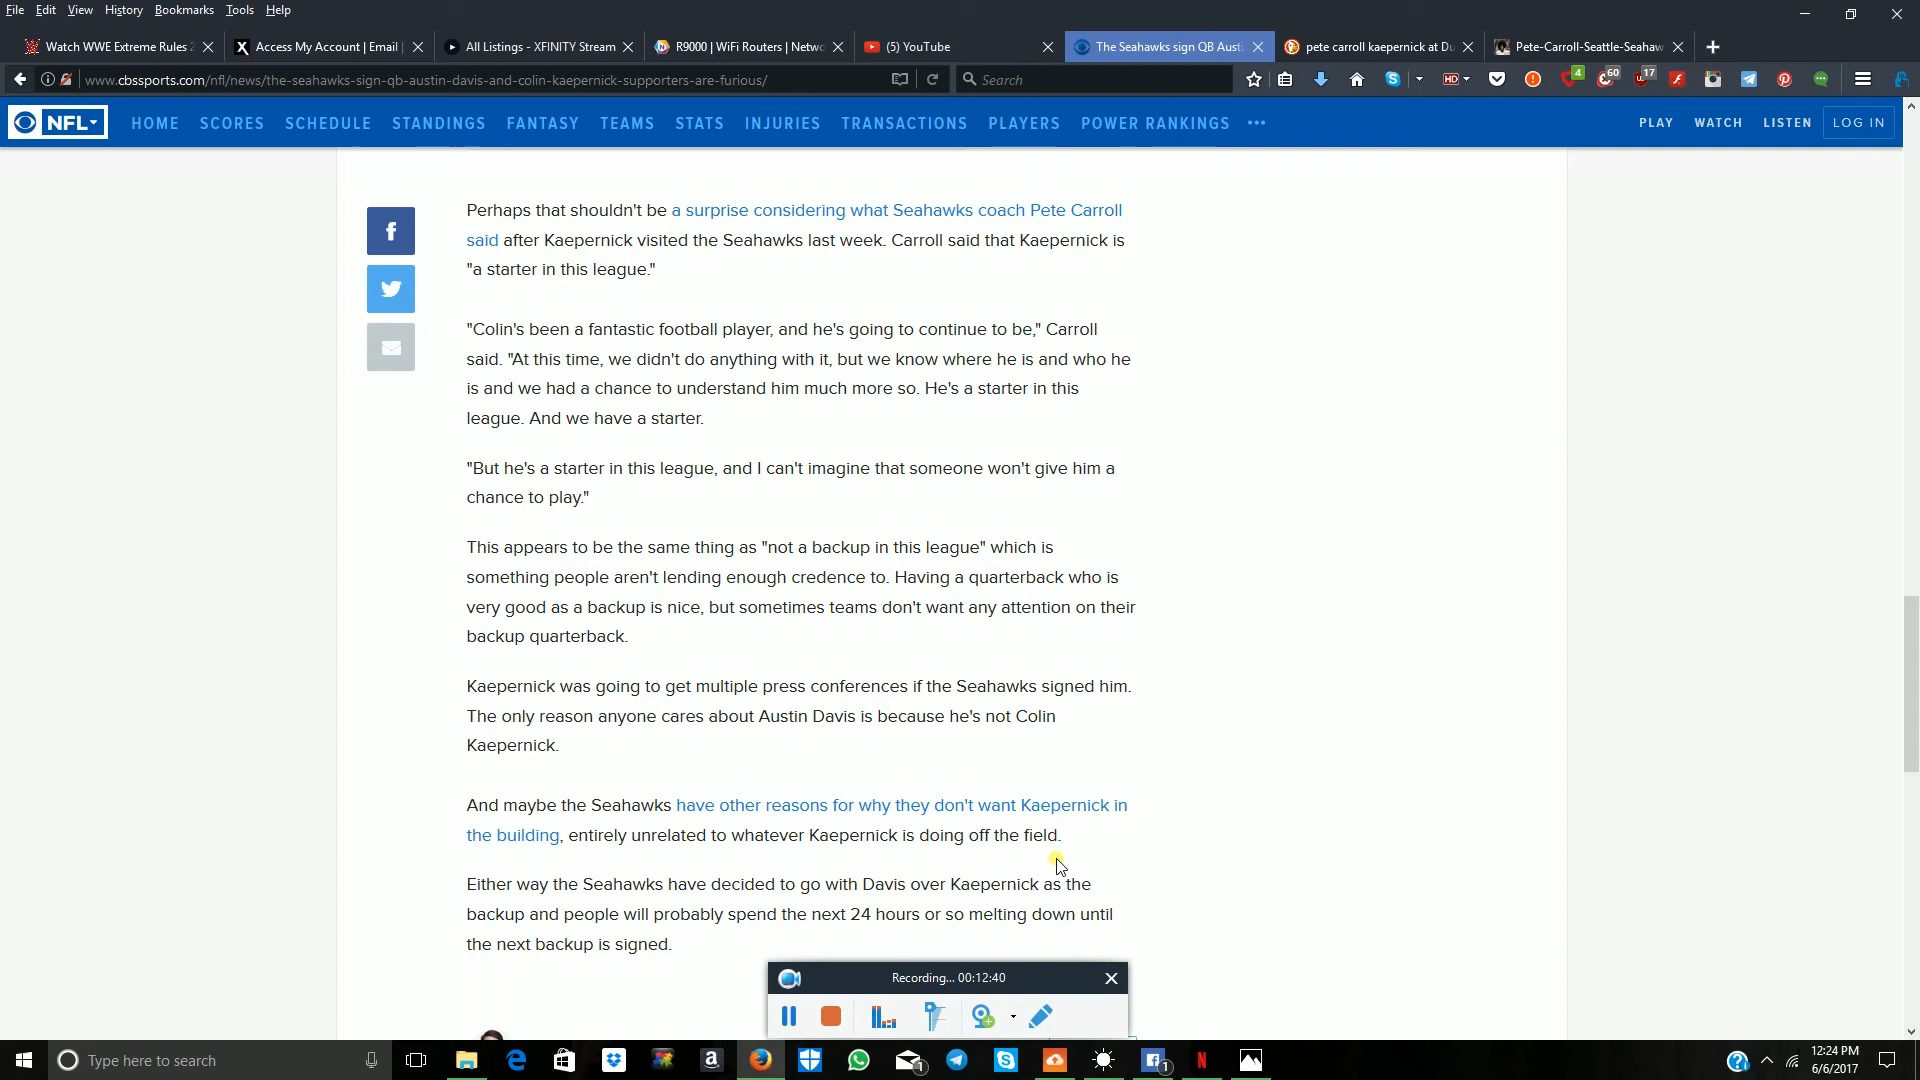 File Edit View History Bookmarks Tools Help
Watch WWE Extreme Rules 2
Access My Account | Email
All Listings - XFINITY Stream
R9000 | WiFi Routers | Netwo
(5) YouTube
The Seahawks sign QB Austi
pete carroll kaepernick at Du
Pete-Carroll-Seattle-Seahaw
www.cbssports.com/nfl/news/the-seahawks-sign-qb-austin-davis-and-colin-kaepernick-supporters-are-furious/
Search
HD
4
60
17
NFL
HOME SCORES SCHEDULE STANDINGS FANTASY TEAMS STATS INJURIES TRANSACTIONS PLAYERS POWER RANKINGS •••
PLAY WATCH LISTEN LOG IN
Perhaps that shouldn't be a surprise considering what Seahawks coach Pete Carroll
said after Kaepernick visited the Seahawks last week. Carroll said that Kaepernick is
"a starter in this league."
"Colin's been a fantastic football player, and he's going to continue to be," Carroll
said. "At this time, we didn't do anything with it, but we know where he is and who he
is and we had a chance to understand him much more so. He's a starter in this
league. And we have a starter.
"But he's a starter in this league, and I can't imagine that someone won't give him a
chance to play."
This appears to be the same thing as "not a backup in this league" which is
something people aren't lending enough credence to. Having a quarterback who is
very good as a backup is nice, but sometimes teams don't want any attention on their
backup quarterback.
Kaepernick was going to get multiple press conferences if the Seahawks signed him.
The only reason anyone cares about Austin Davis is because he's not Colin
Kaepernick.
And maybe the Seahawks have other reasons for why they don't want Kaepernick in
the building, entirely unrelated to whatever Kaepernick is doing off the field.
Either way the Seahawks have decided to go with Davis over Kaepernick as the
backup and people will probably spend the next 24 hours or so melting down until
the next backup is signed.
Recording... 00:12:40
Type here to search
1
1
12:24 PM
6/6/2017